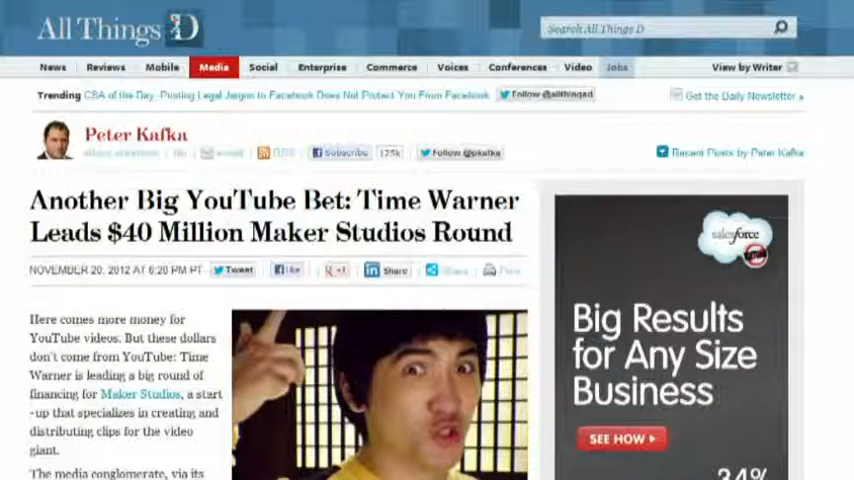 All Things D
Search All Things D
News Reviews Mobile Media Social Enterprise Commerce Voices Conferences Video Jobs View by Writer
Trending CSA of the Day: Posting Legal Jargon to Facebook Does Not Protect You From Facebook Follow @allthingsd Get the Daily Newsletter »
Peter Kafka
RSS Subscribe 125k Follow @pkafka Recent Posts by Peter Kafka
Another Big YouTube Bet: Time Warner
Leads $40 Million Maker Studios Round
NOVEMBER 20, 2012 AT 6:20 PM PT Tweet Like +1 Share Share Print
Here comes more money for
YouTube videos. But these dollars
don't come from YouTube: Time
Warner is leading a big round of
financing for Maker Studios, a start
-up that specializes in creating and
distributing clips for the video
giant.
The media conglomerate, via its
salesforce
Big Results
for Any Size
Business
SEE HOW
34%